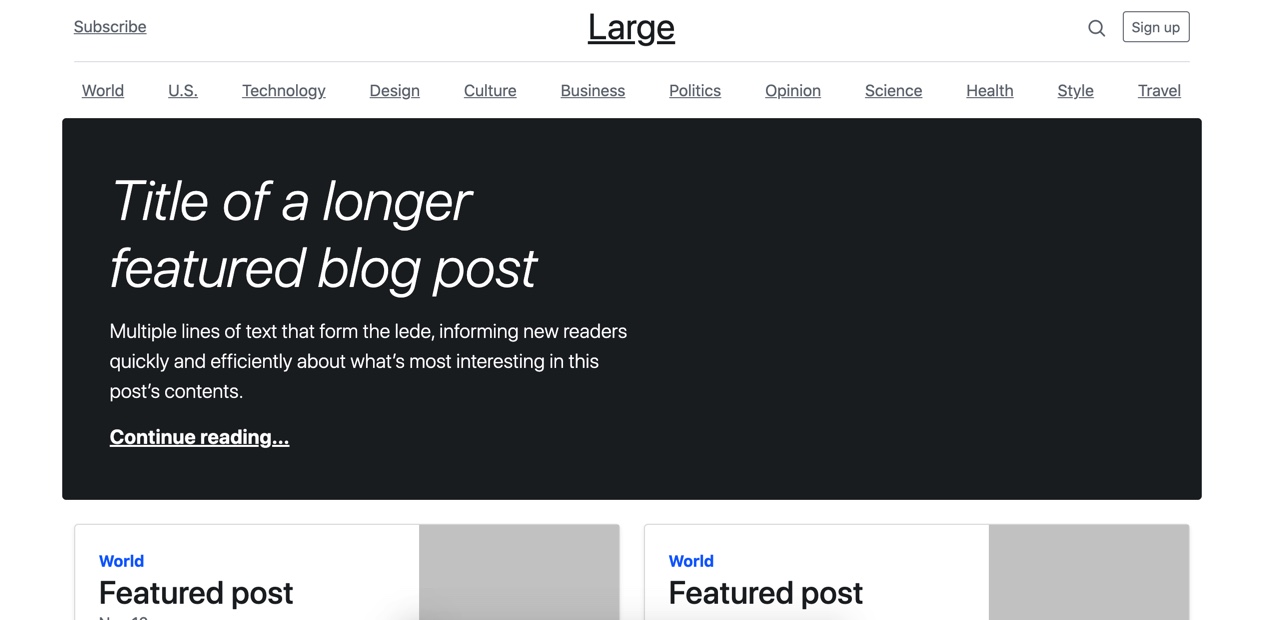 Subscribe
Large
Sign up
World U.S. Technology Design Culture Business Politics Opinion Science Health Style Travel
Title of a longer
featured blog post
Multiple lines of text that form the lede, informing new readers
quickly and efficiently about what’s most interesting in this
post’s contents.
Continue reading...
World
Featured post
World
Featured post